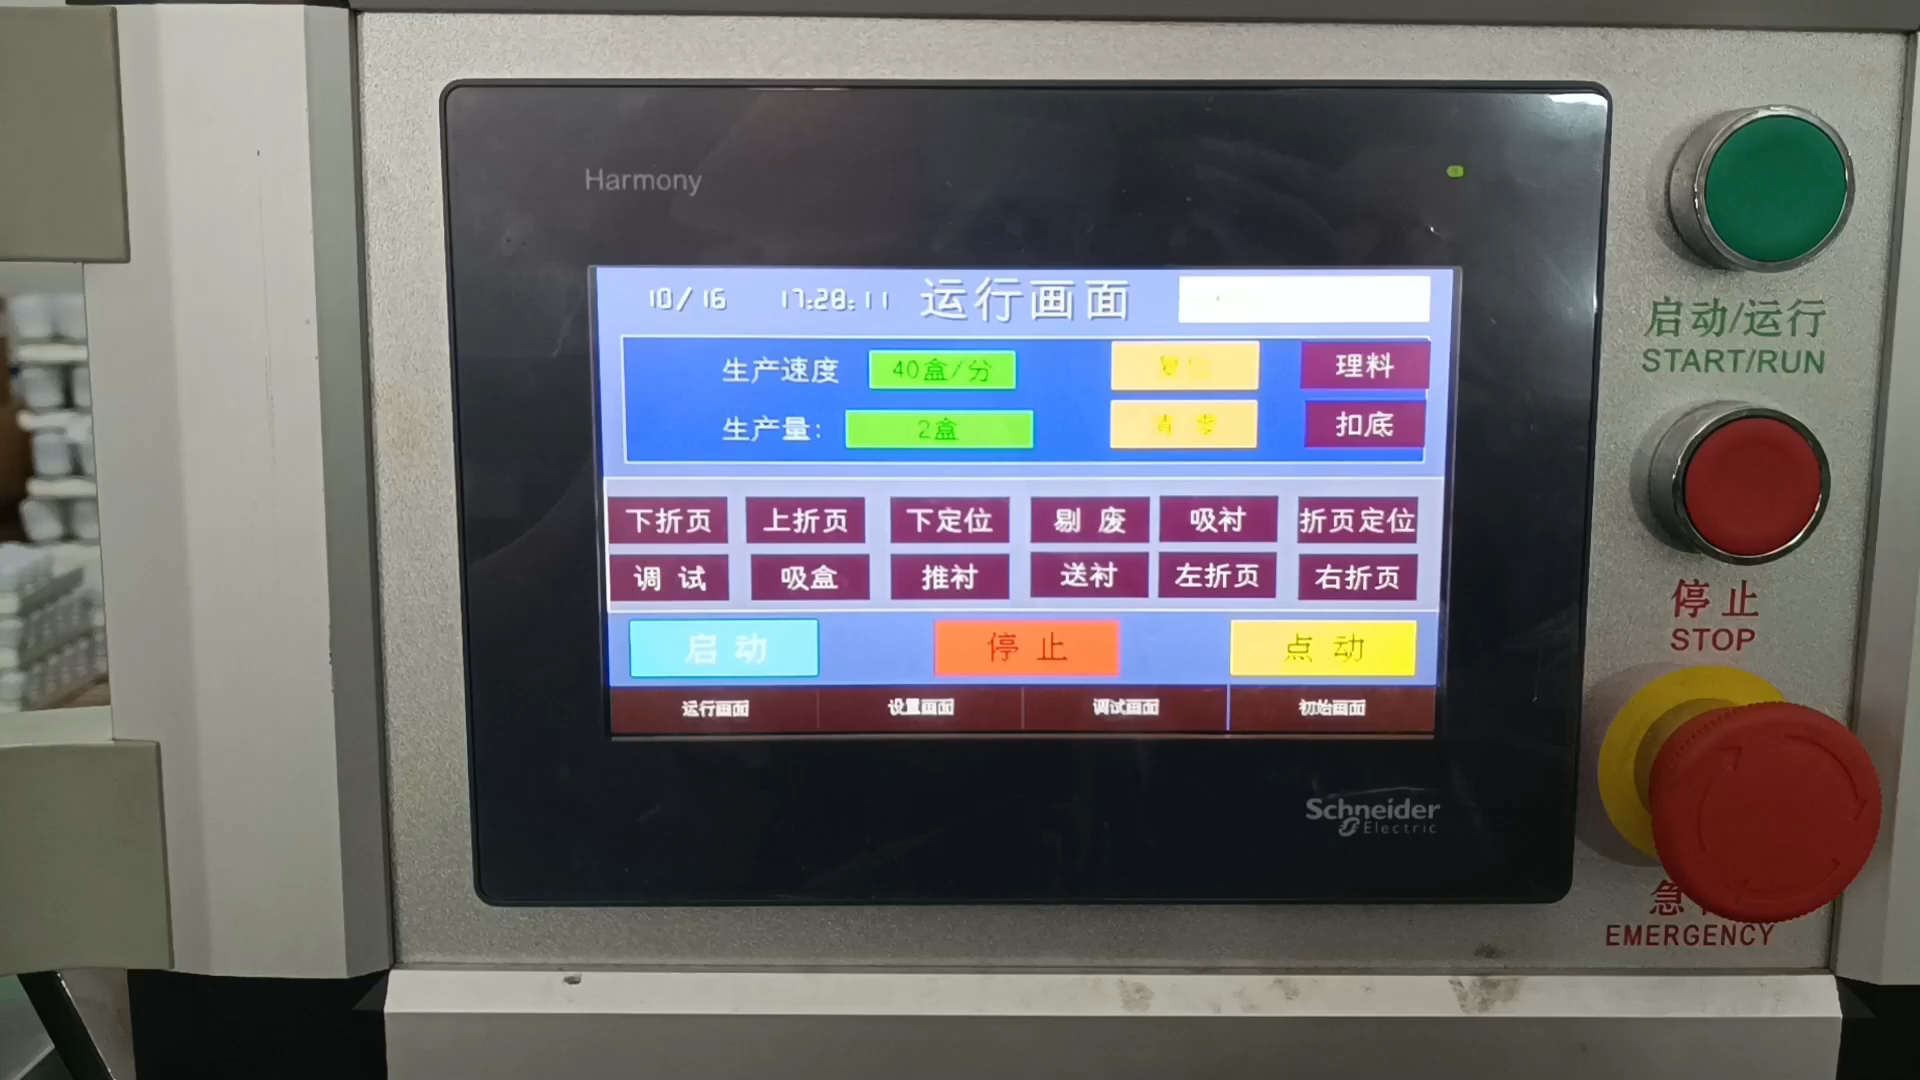 Harmony
10/16 17:28:11 运行画面
生产速度 40盒/分 理料
生产量: 2盒 扣底
下折页 上折页 下定位 剔 废 吸衬 折页定位
调 试 吸盒 推衬 送衬 左折页 右折页
启 动 停 止 点 动
运行画面 设置画面 调试画面 初始画面
Schneider
Electric
启动/运行
START/RUN
停止
STOP
急
EMERGENCY